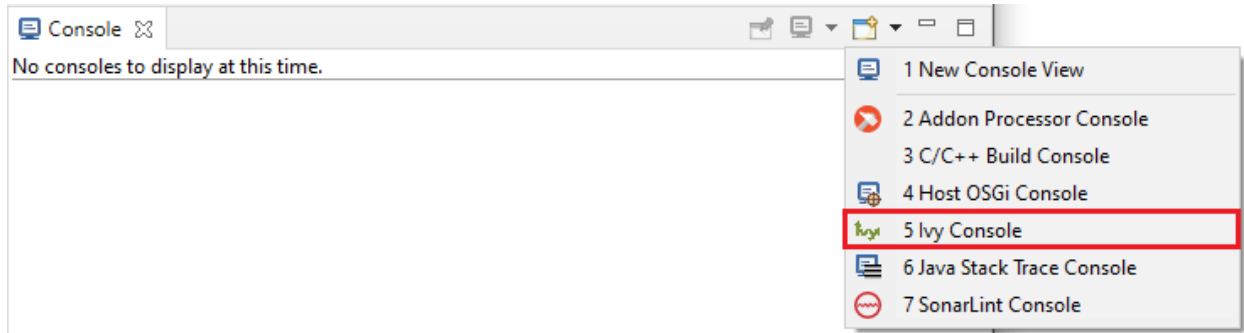 Console
No consoles to display at this time.
1 New Console View
2 Addon Processor Console
3 C/C++ Build Console
4 Host OSGi Console
5 Ivy Console
6 Java Stack Trace Console
7 SonarLint Console